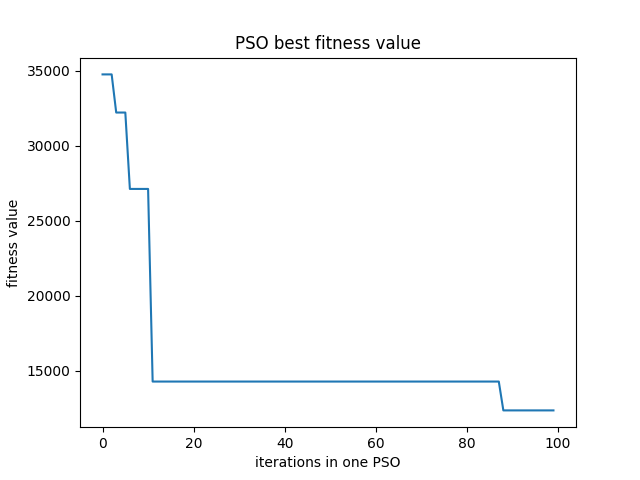 PSO best fitness value
35000
30000
25000
20000
15000
fitness value
0 20 40 60 80 100
iterations in one PSO